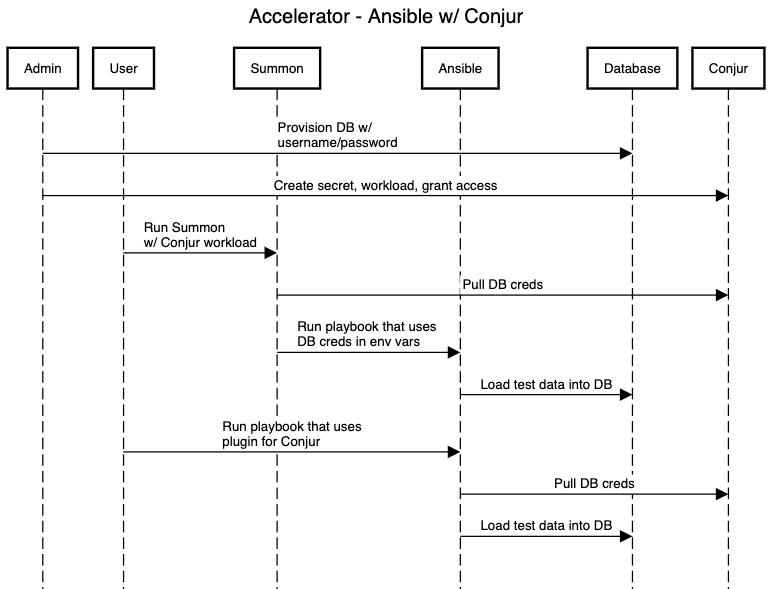 Accelerator - Ansible w/ Conjur
Admin
User
Summon
Ansible
Database
Conjur
Provision DB w/
username/password
Create secret, workload, grant access
Run Summon
w/ Conjur workload
Pull DB creds
Run playbook that uses
DB creds in env vars
Load test data into DB
Run playbook that uses
plugin for Conjur
Pull DB creds
Load test data into DB